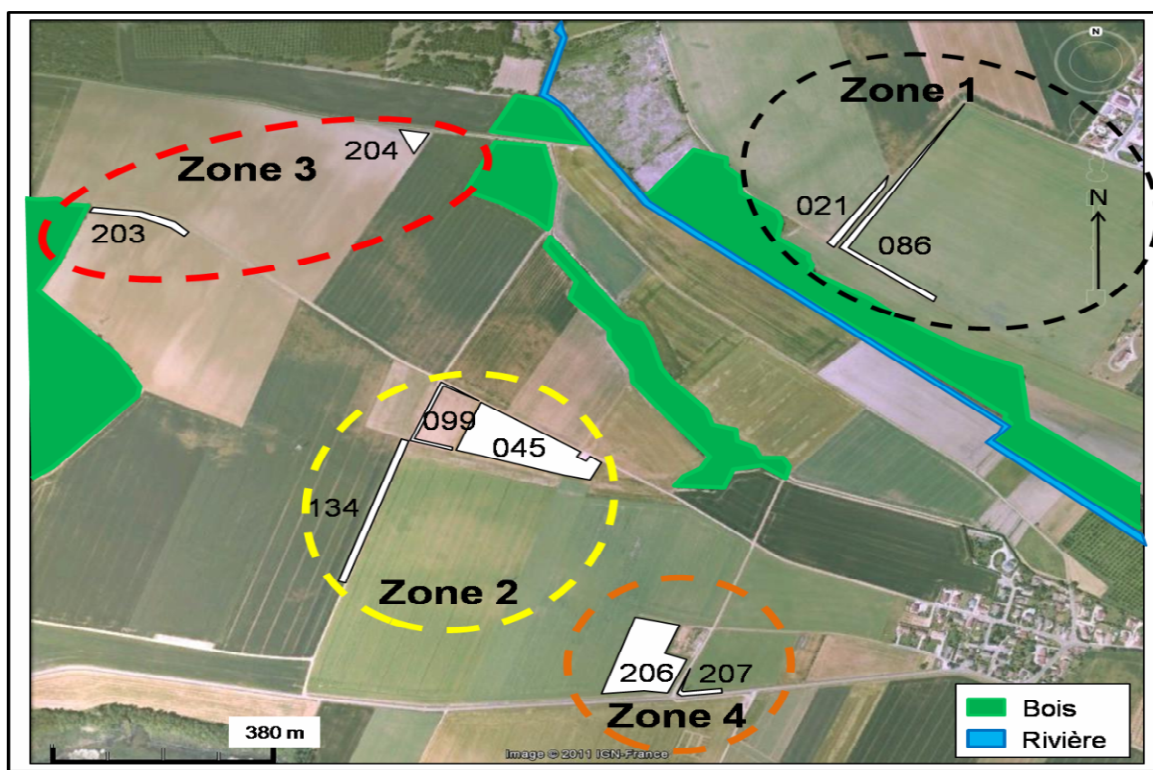 N
Zone 1
204
Zone 3
021
N
203
086
099
045
134
Zone 2
206
207
Zone 4
Bois
380 m
Rivière
Image © 2011 IGN-France